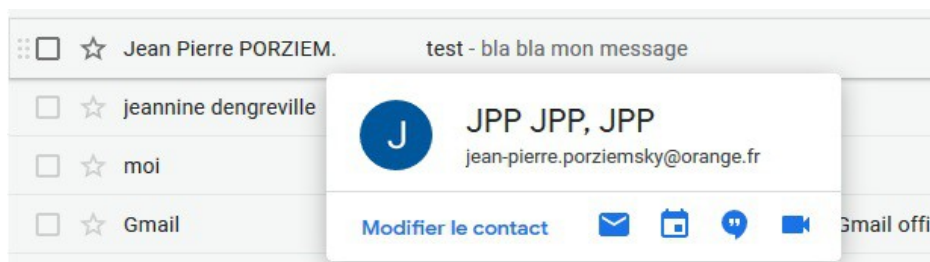 Jean Pierre PORZIEM. test - bla bla mon message
jeannine dengreville
moi
Gmail
J
JPP JPP, JPP
jean-pierre.porziemsky@orange.fr
Modifier le contact
Gmail offi